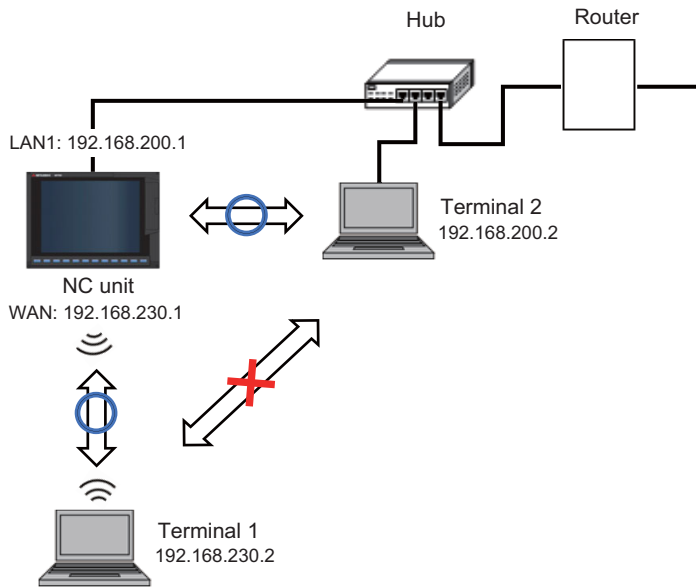 Hub
Router
LAN1: 192.168.200.1
Terminal 2
192.168.200.2
NC unit
WAN: 192.168.230.1
Terminal 1
192.168.230.2